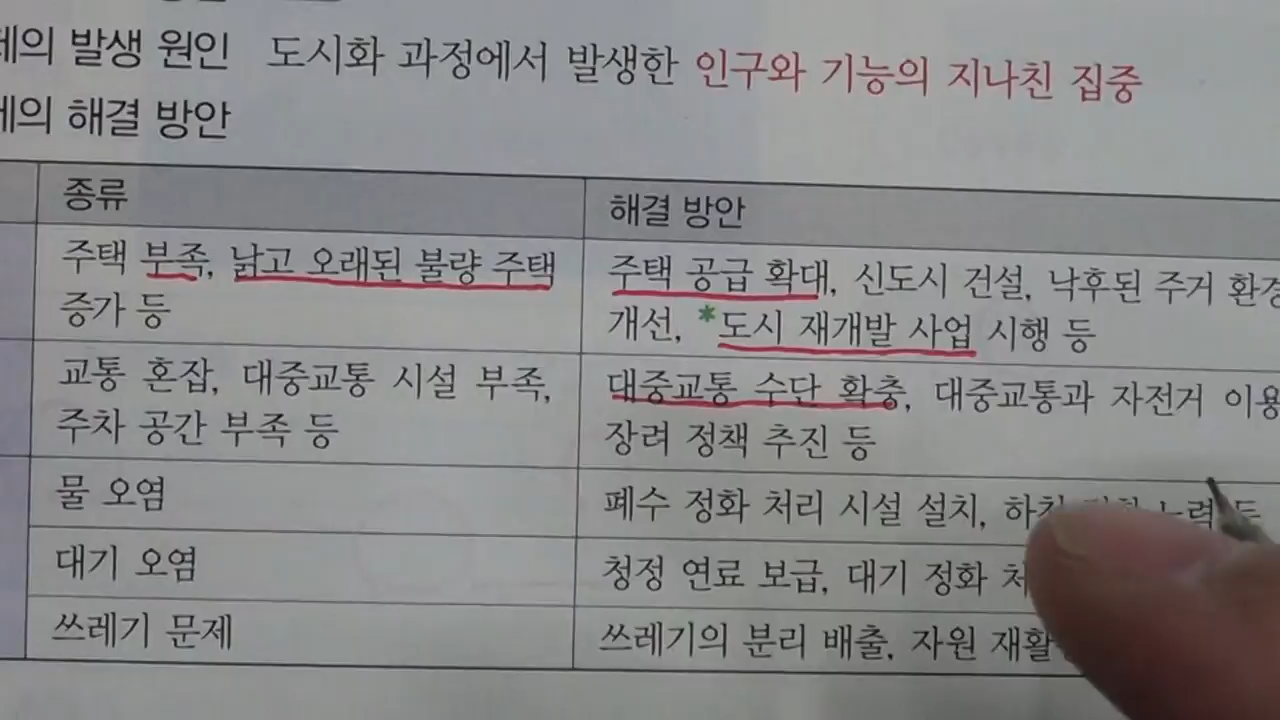 의 발생 원인 도시화 과정에서 발생한 인구와 기능의 지나친 집중
의 해결 방안
종류
해결 방안
주택 부족, 낡고 오래된 불량 주택
증가 등
주택 공급 확대, 신도시 건설, 낙후된 주거 환경
개선, *도시 재개발 사업 시행 등
교통 혼잡, 대중교통 시설 부족,
주차 공간 부족 등
대중교통 수단 확충, 대중교통과 자전거 이용
장려 정책 추진 등
물 오염
폐수 정화 처리 시설 설치,
대기 오염
청정 연료 보급, 대기 정화
쓰레기 문제
쓰레기의 분리 배출, 자원